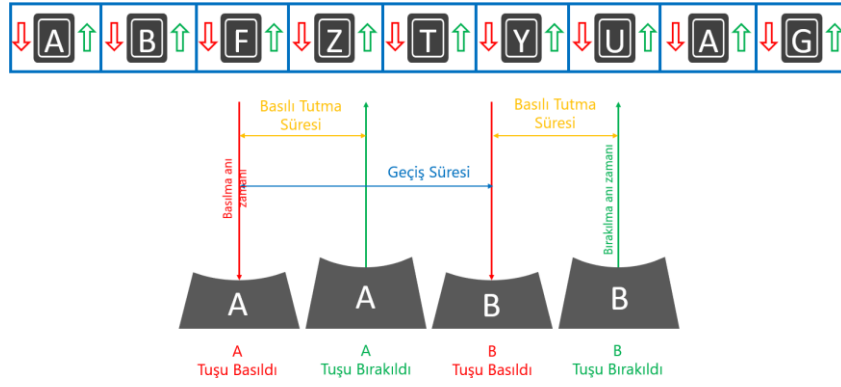 A B F Z T Y U A G
Basılı Tutma
Süresi
Basılı Tutma
Süresi
Geçiş Süresi
Basılma anı
zamanı
Bırakılma anı zamanı
A
A
B
B
A
Tuşu Basıldı
A
Tuşu Bırakıldı
B
Tuşu Basıldı
B
Tuşu Bırakıldı